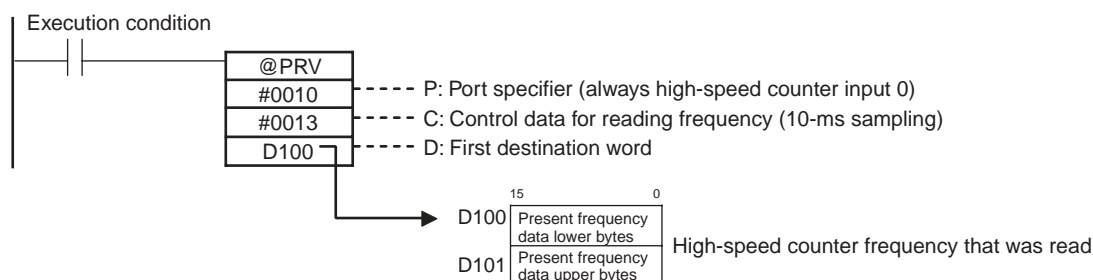 Execution condition
@PRV
#0010 P: Port specifier (always high-speed counter input 0)
#0013 C: Control data for reading frequency (10-ms sampling)
D100 D: First destination word
15 0
D100 Present frequency
data lower bytes
High-speed counter frequency that was read
D101 Present frequency
data upper bytes